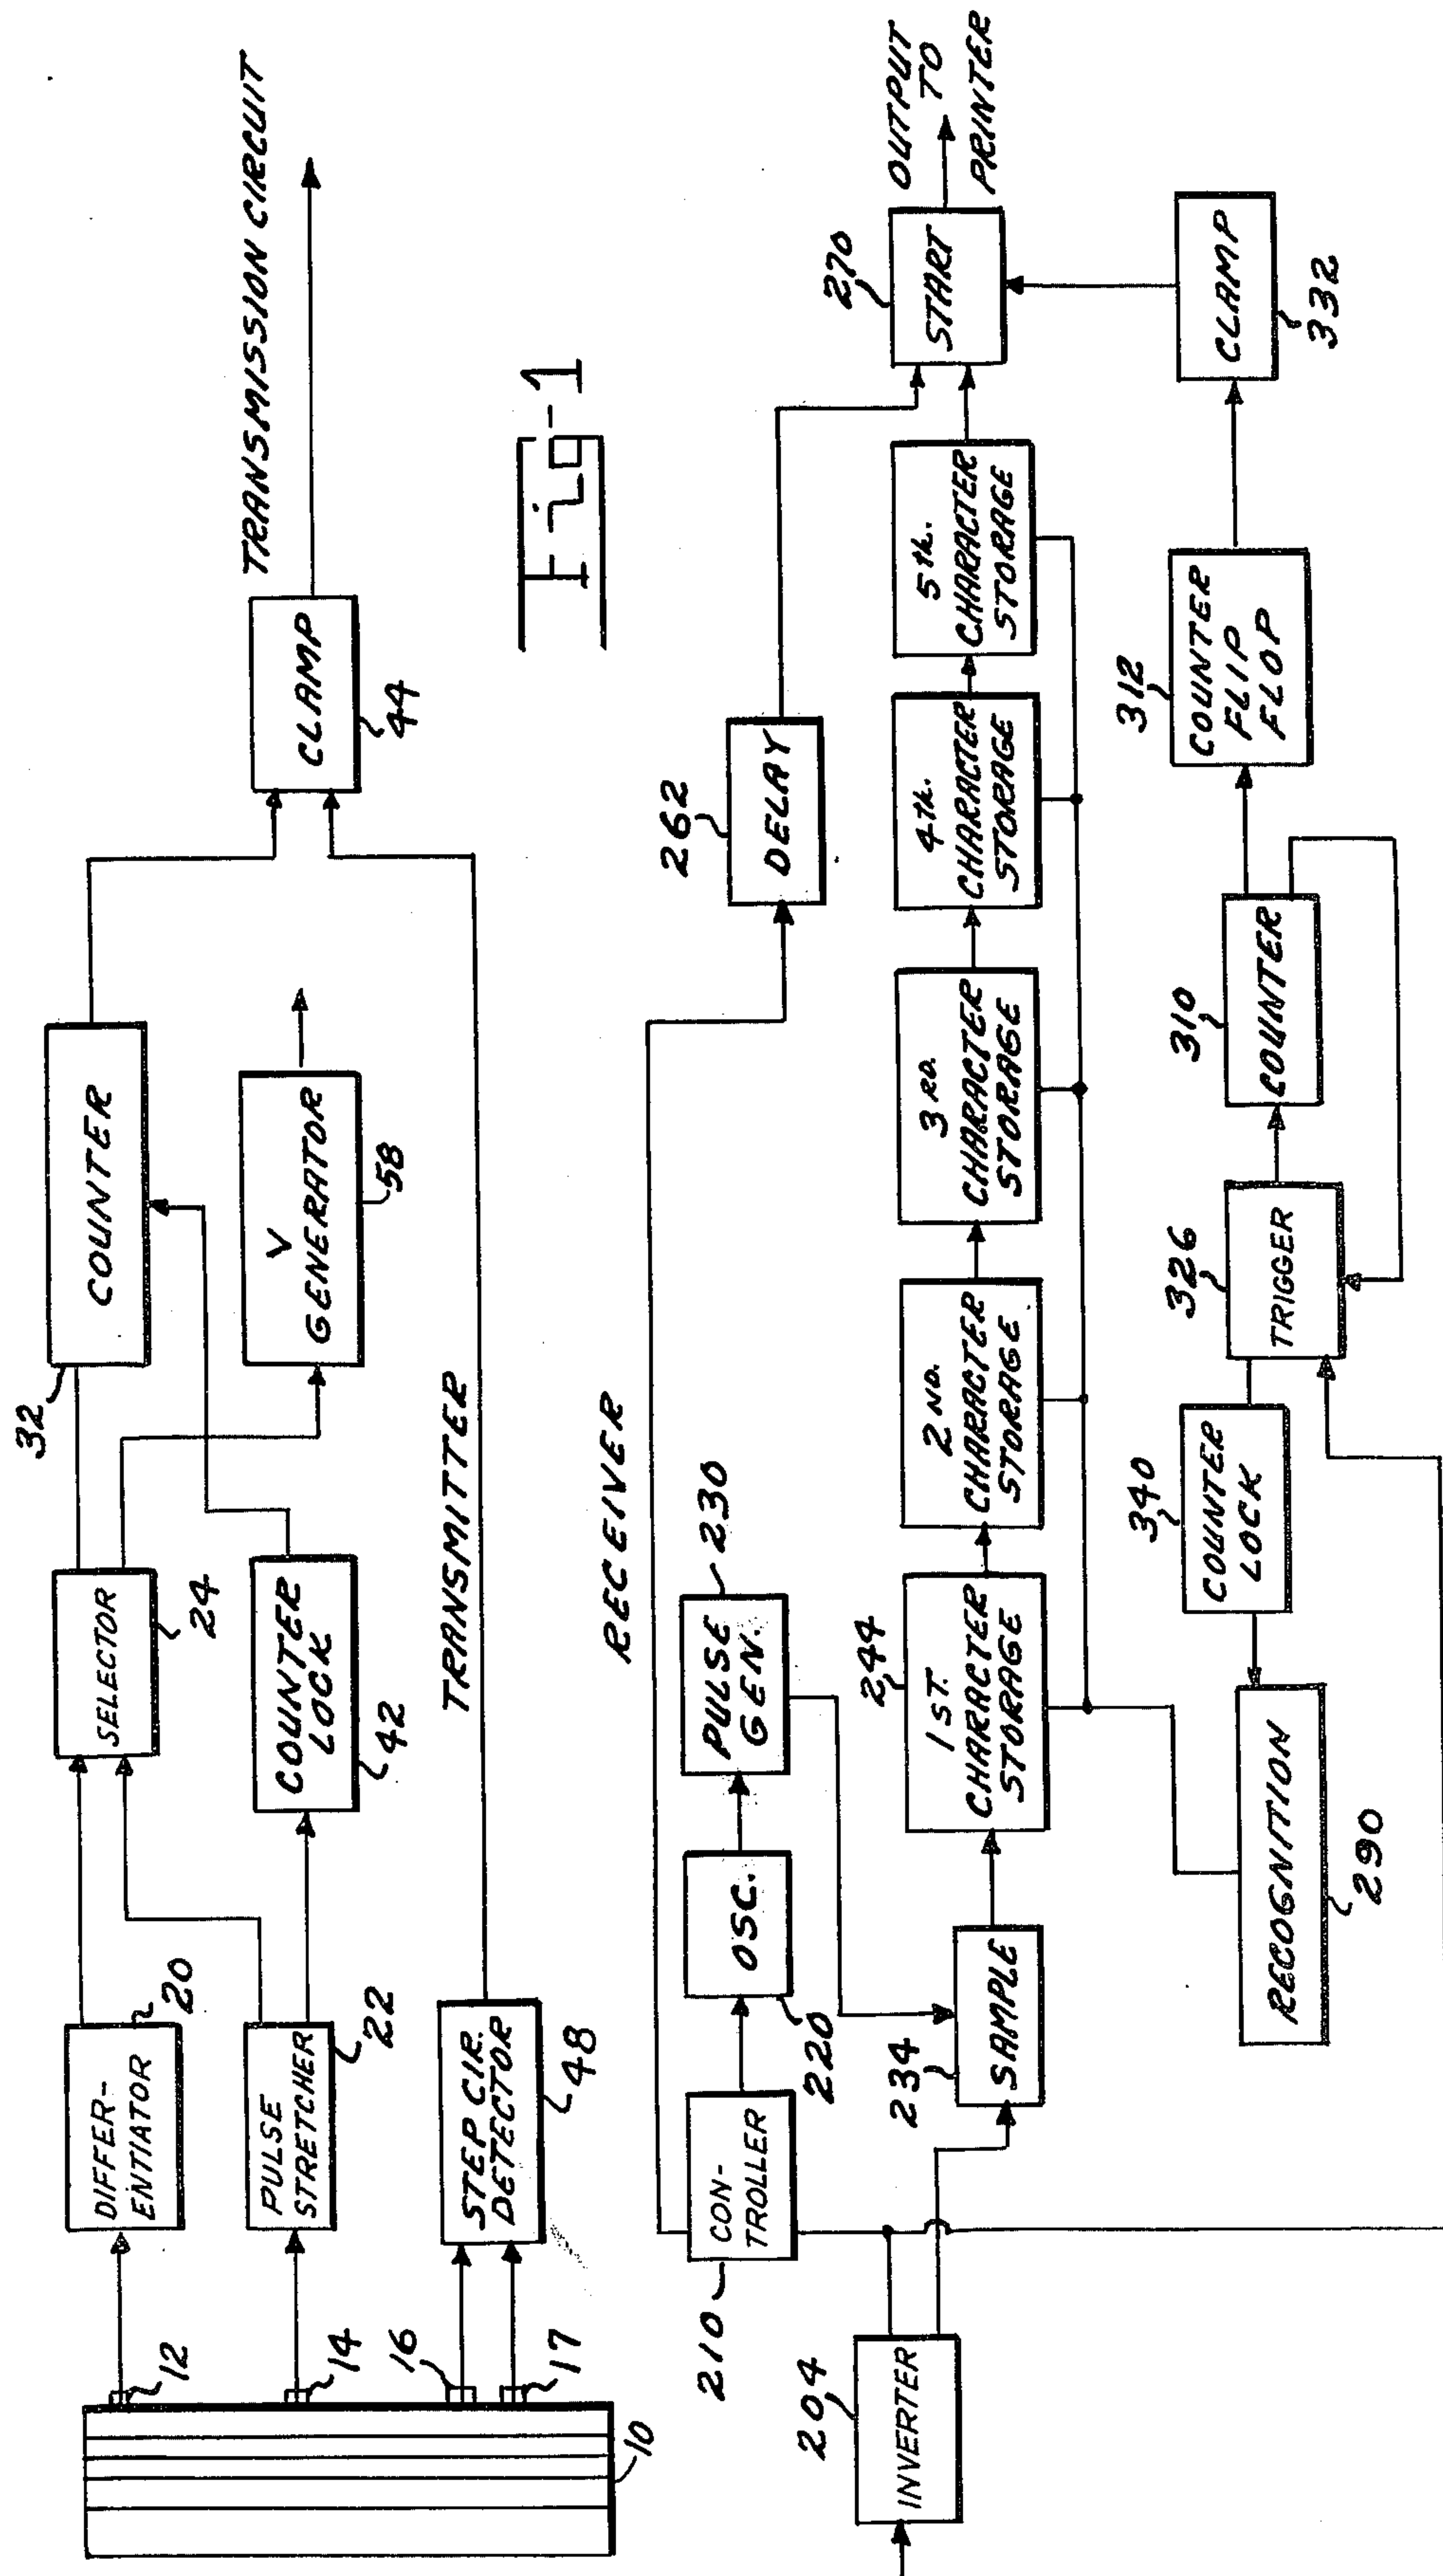 TRANSMISSION CIRCUIT
COUNTER
32
CLAMP
44
SELECTOR
24
V
GENERATOR
58
DIFFER-
ENTIATOR
20
12
PULSE
STRETCHER
22
14
COUNTER
LOCK
42
TRANSMITTER
STEP CIR.
DETECTOR
48
16
17
10
Fig-1
RECEIVER
CON-
TROLLER
210
OSC.
220
PULSE
GEN.
230
DELAY
262
START
270
OUTPUT
TO
PRINTER
INVERTER
204
SAMPLE
234
1ST.
CHARACTER
STORAGE
244
2ND.
CHARACTER
STORAGE
3RD.
CHARACTER
STORAGE
4th.
CHARACTER
STORAGE
5th.
CHARACTER
STORAGE
RECOGNITION
290
COUNTER
LOCK
340
TRIGGER
326
COUNTER
310
COUNTER
FLIP
FLOP
312
CLAMP
332